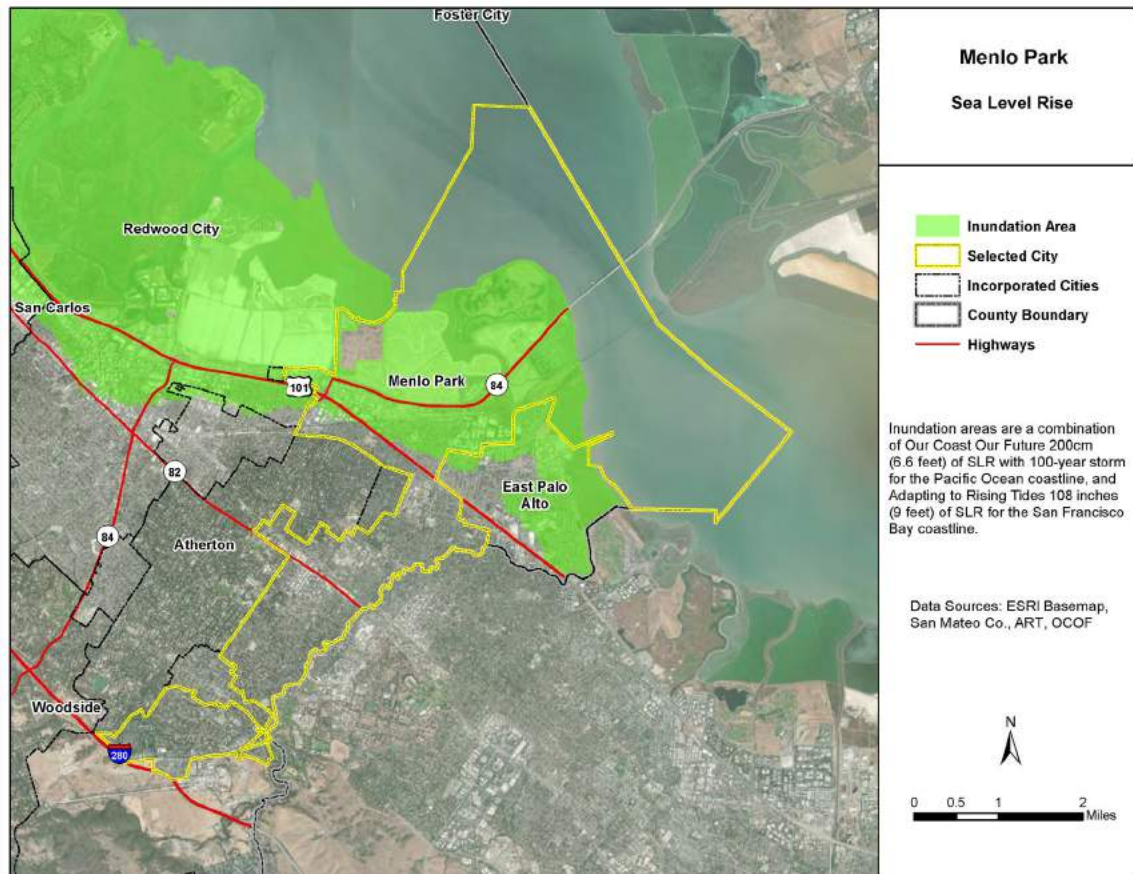 Foster City
Redwood City
San Carlos
101
Menlo Park
84
82
East Palo
Alto
84
Atherton
Woodside
280
Menlo Park
Sea Level Rise
Inundation Area
Selected City
Incorporated Cities
County Boundary
Highways
Inundation areas are a combination
of Our Coast Our Future 200cm
(6.6 feet) of SLR with 100-year storm
for the Pacific Ocean coastline, and
Adapting to Rising Tides 108 inches
(9 feet) of SLR for the San Francisco
Bay coastline.
Data Sources: ESRI Basemap,
San Mateo Co., ART, OCOF
N
0 0.5 1 2
Miles